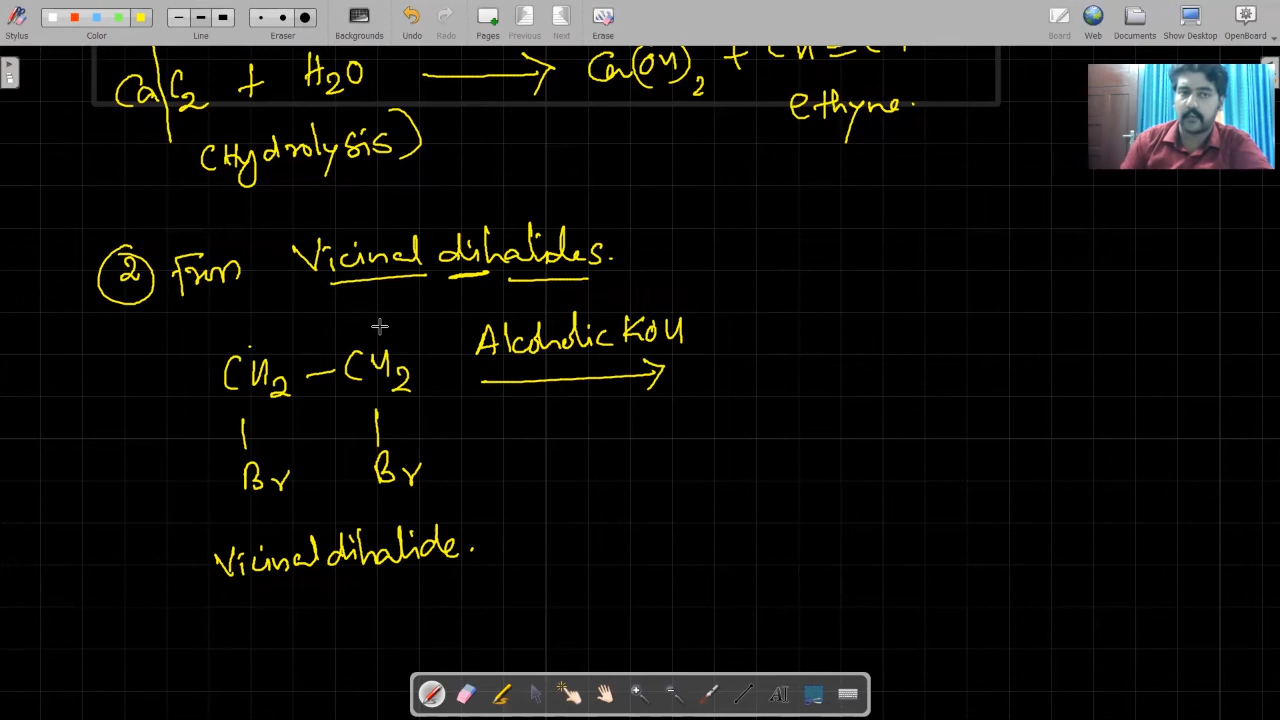 Stylus Color Line Eraser Backgrounds Undo Redo Pages Previous Next Erase Board Web Documents Show Desktop OpenBoard
CaC2 + H2O ⟶ Ca(OH)2 +
ethyne.
(Hydrolysis)
② From Vicinal dihalides.
CH2 – CH2 Alcoholic KOH ⟶
| |
Br Br
Vicinal dihalide.